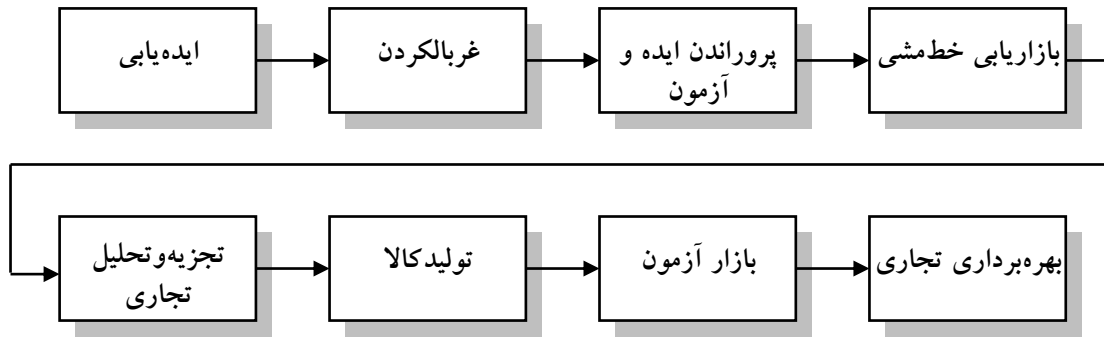 ایده‌یابی
غربالکردن
پروراندن ایده و
آزمون
بازاریابی خط‌مشی
تجزیه‌وتحلیل
تجاری
تولیدکالا
بازار آزمون
بهره‌برداری تجاری